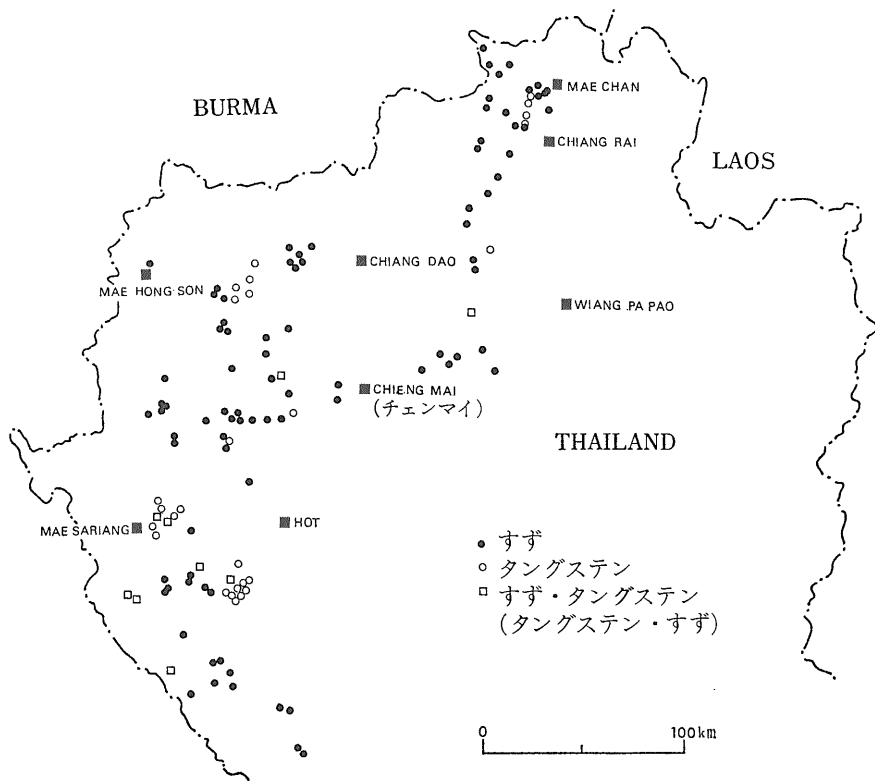 BURMA
MAE CHAN
CHIANG RAI
LAOS
CHIANG DAO
MAE HONG SON
WIANG PA PAO
CHIENG MAI
(チェンマイ)
THAILAND
MAE SARIANG
HOT
すず
タングステン
すず・タングステン
(タングステン・すず)
0
100km